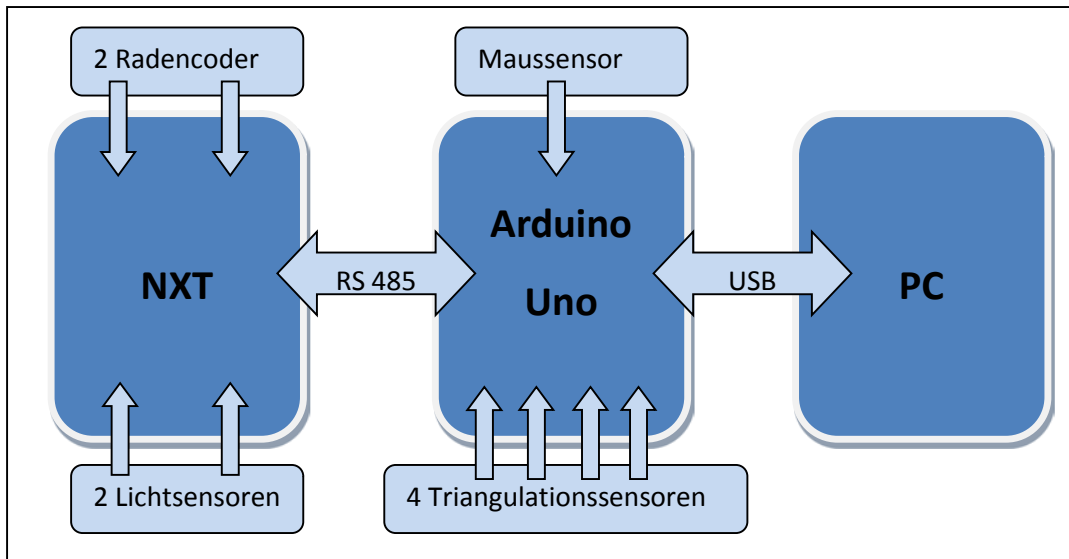 2 Radencoder
Maussensor
NXT
RS 485
Arduino
Uno
USB
PC
2 Lichtsensoren
4 Triangulationssensoren